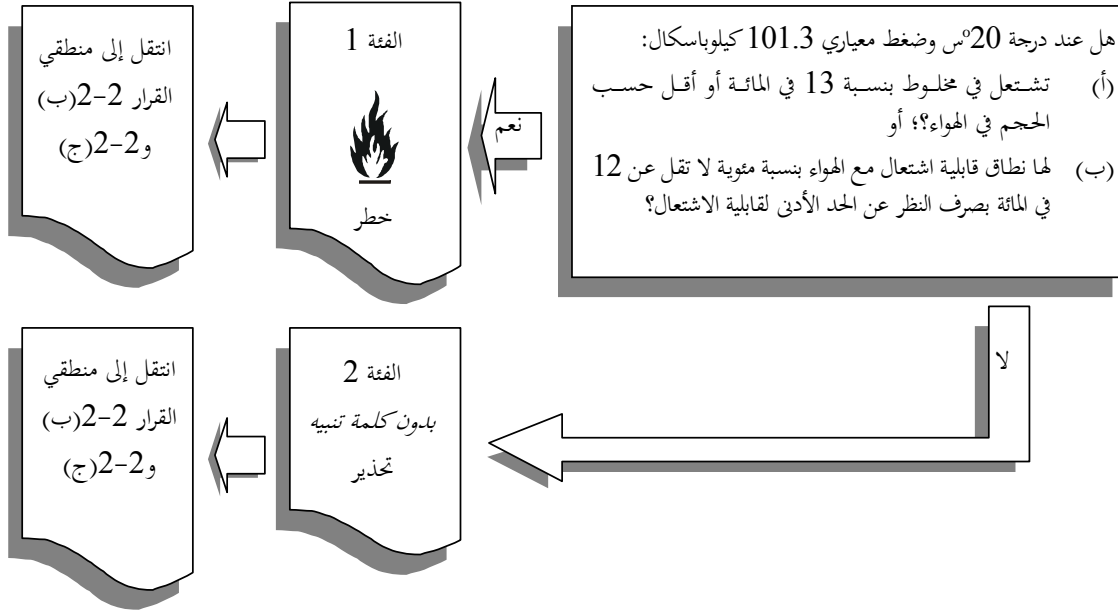 هل عند درجة 20°س وضغط معياري 101.3 كيلوباسكال:
(أ) تشتعل في مخلوط بنسبة 13 في المائة أو أقل حسب
الحجم في الهواء؟؛ أو
(ب) لها نطاق قابلية اشتعال مع الهواء بنسبة مئوية لا تقل عن 12
في المائة بصرف النظر عن الحد الأدنى لقابلية الاشتعال؟
نعم
الفئة 1
خطر
انتقل إلى منطقي
القرار 2-2(ب)
و2-2(ج)
لا
الفئة 2
بدون كلمة تنبيه
تحذير
انتقل إلى منطقي
القرار 2-2(ب)
و2-2(ج)